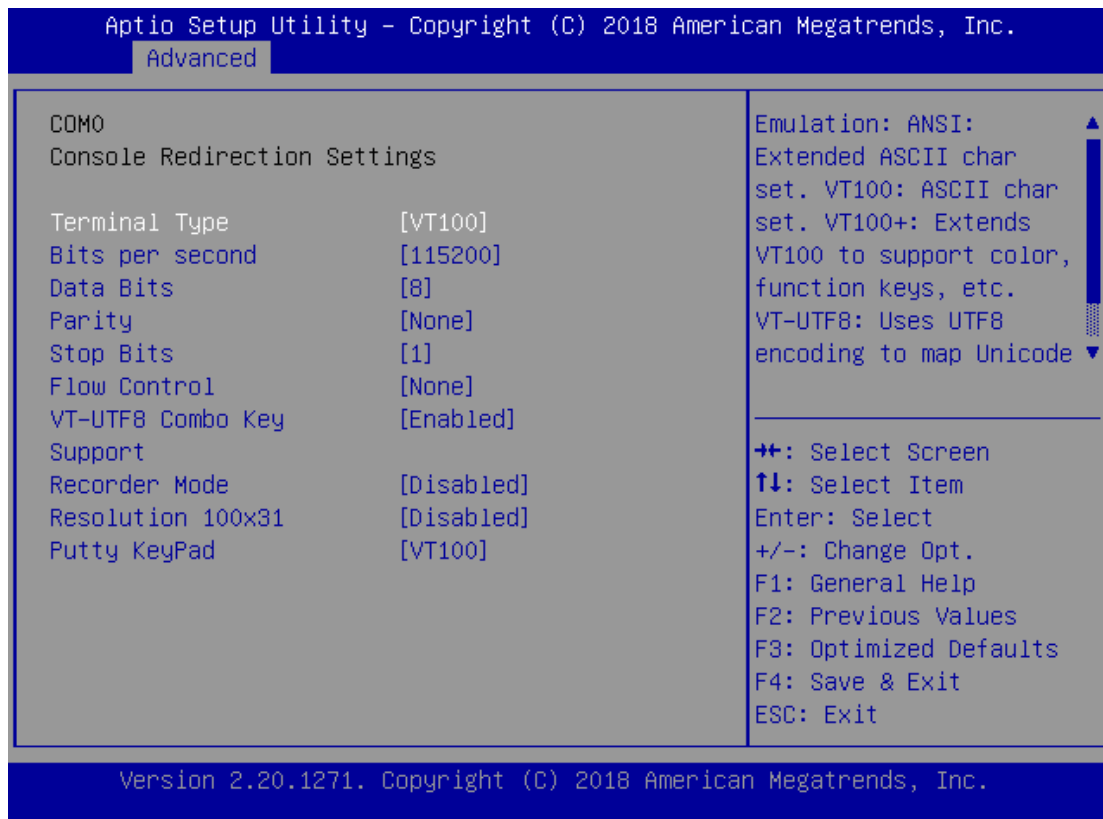 Aptio Setup Utility – Copyright (C) 2018 American Megatrends, Inc.
Advanced
COM0
Console Redirection Settings
Terminal Type [VT100]
Bits per second [115200]
Data Bits [8]
Parity [None]
Stop Bits [1]
Flow Control [None]
VT-UTF8 Combo Key [Enabled]
Support
Recorder Mode [Disabled]
Resolution 100x31 [Disabled]
Putty KeyPad [VT100]
Emulation: ANSI:
Extended ASCII char
set. VT100: ASCII char
set. VT100+: Extends
VT100 to support color,
function keys, etc.
VT-UTF8: Uses UTF8
encoding to map Unicode
→←: Select Screen
↑↓: Select Item
Enter: Select
+/-: Change Opt.
F1: General Help
F2: Previous Values
F3: Optimized Defaults
F4: Save & Exit
ESC: Exit
Version 2.20.1271. Copyright (C) 2018 American Megatrends, Inc.